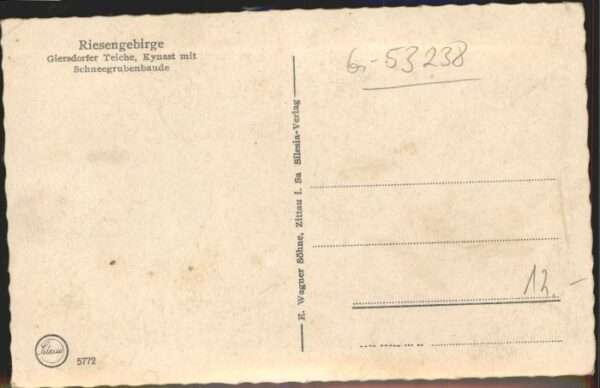 Riesengebirge
Giersdorfer Teiche, Kynast mit
Schneegrubenbaude
G-53238
E. Wagner Söhne, Zittau i. Sa Silesia-Verlag
12.-
5772